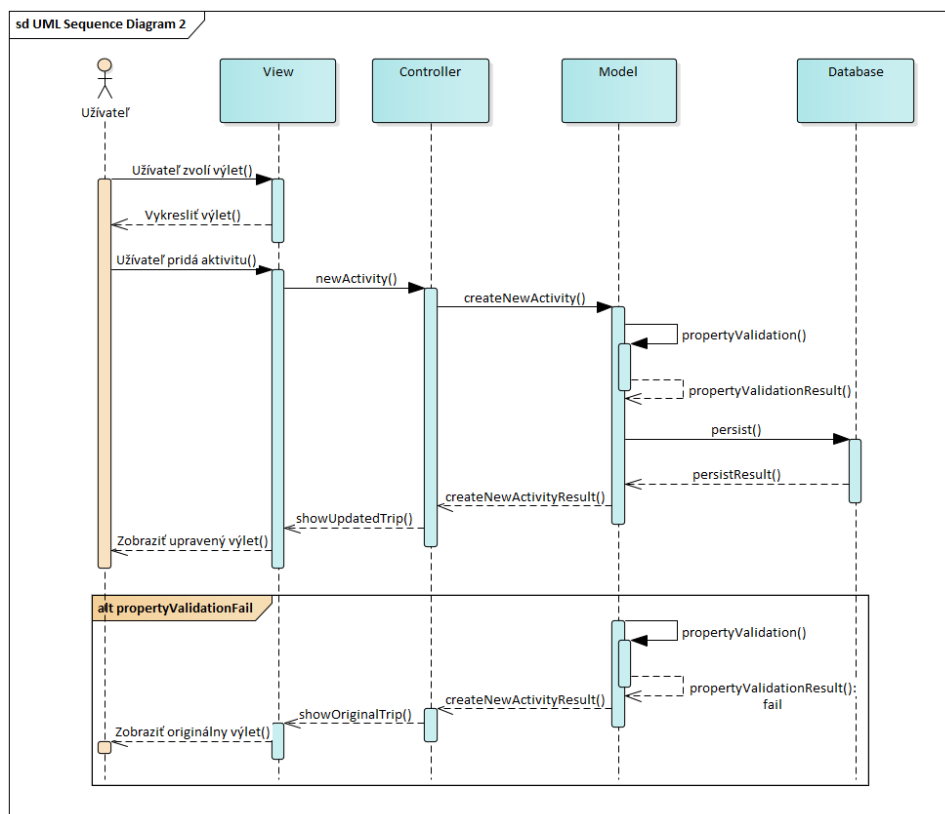 sd UML Sequence Diagram 2
View
Controller
Model
Database
Užívateľ
Užívateľ zvolí výlet()
Vykresliť výlet()
Užívateľ pridá aktivitu()
newActivity()
createNewActivity()
propertyValidation()
propertyValidationResult()
persist()
persistResult()
createNewActivityResult()
showUpdatedTrip()
Zobraziť upravený výlet()
alt propertyValidationFail
propertyValidation()
propertyValidationResult():
fail
createNewActivityResult()
showOriginalTrip()
Zobraziť originálny výlet()